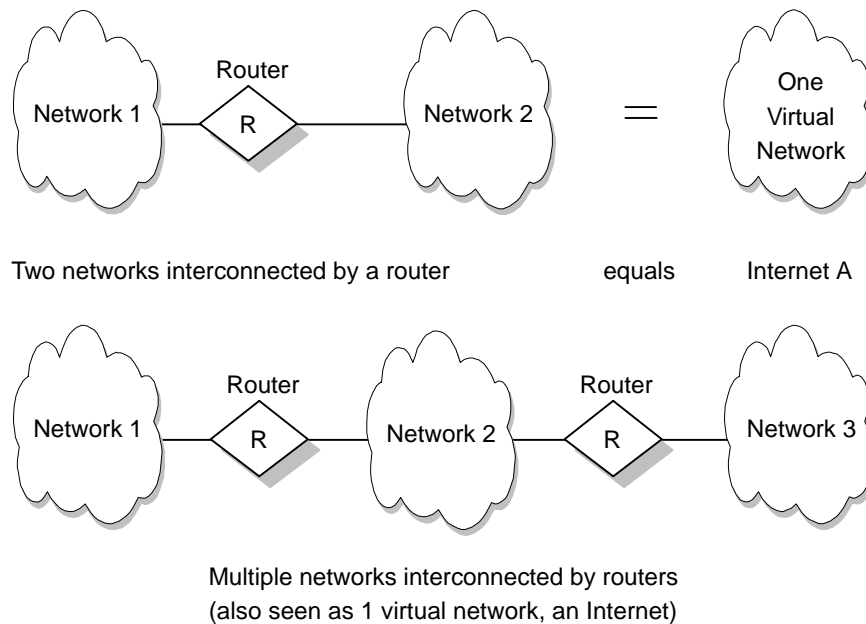 Router
Network 1
R
Network 2
=
One
Virtual
Network
Two networks interconnected by a router
equals
Internet A
Router
Router
Network 1
R
Network 2
R
Network 3
Multiple networks interconnected by routers
(also seen as 1 virtual network, an Internet)